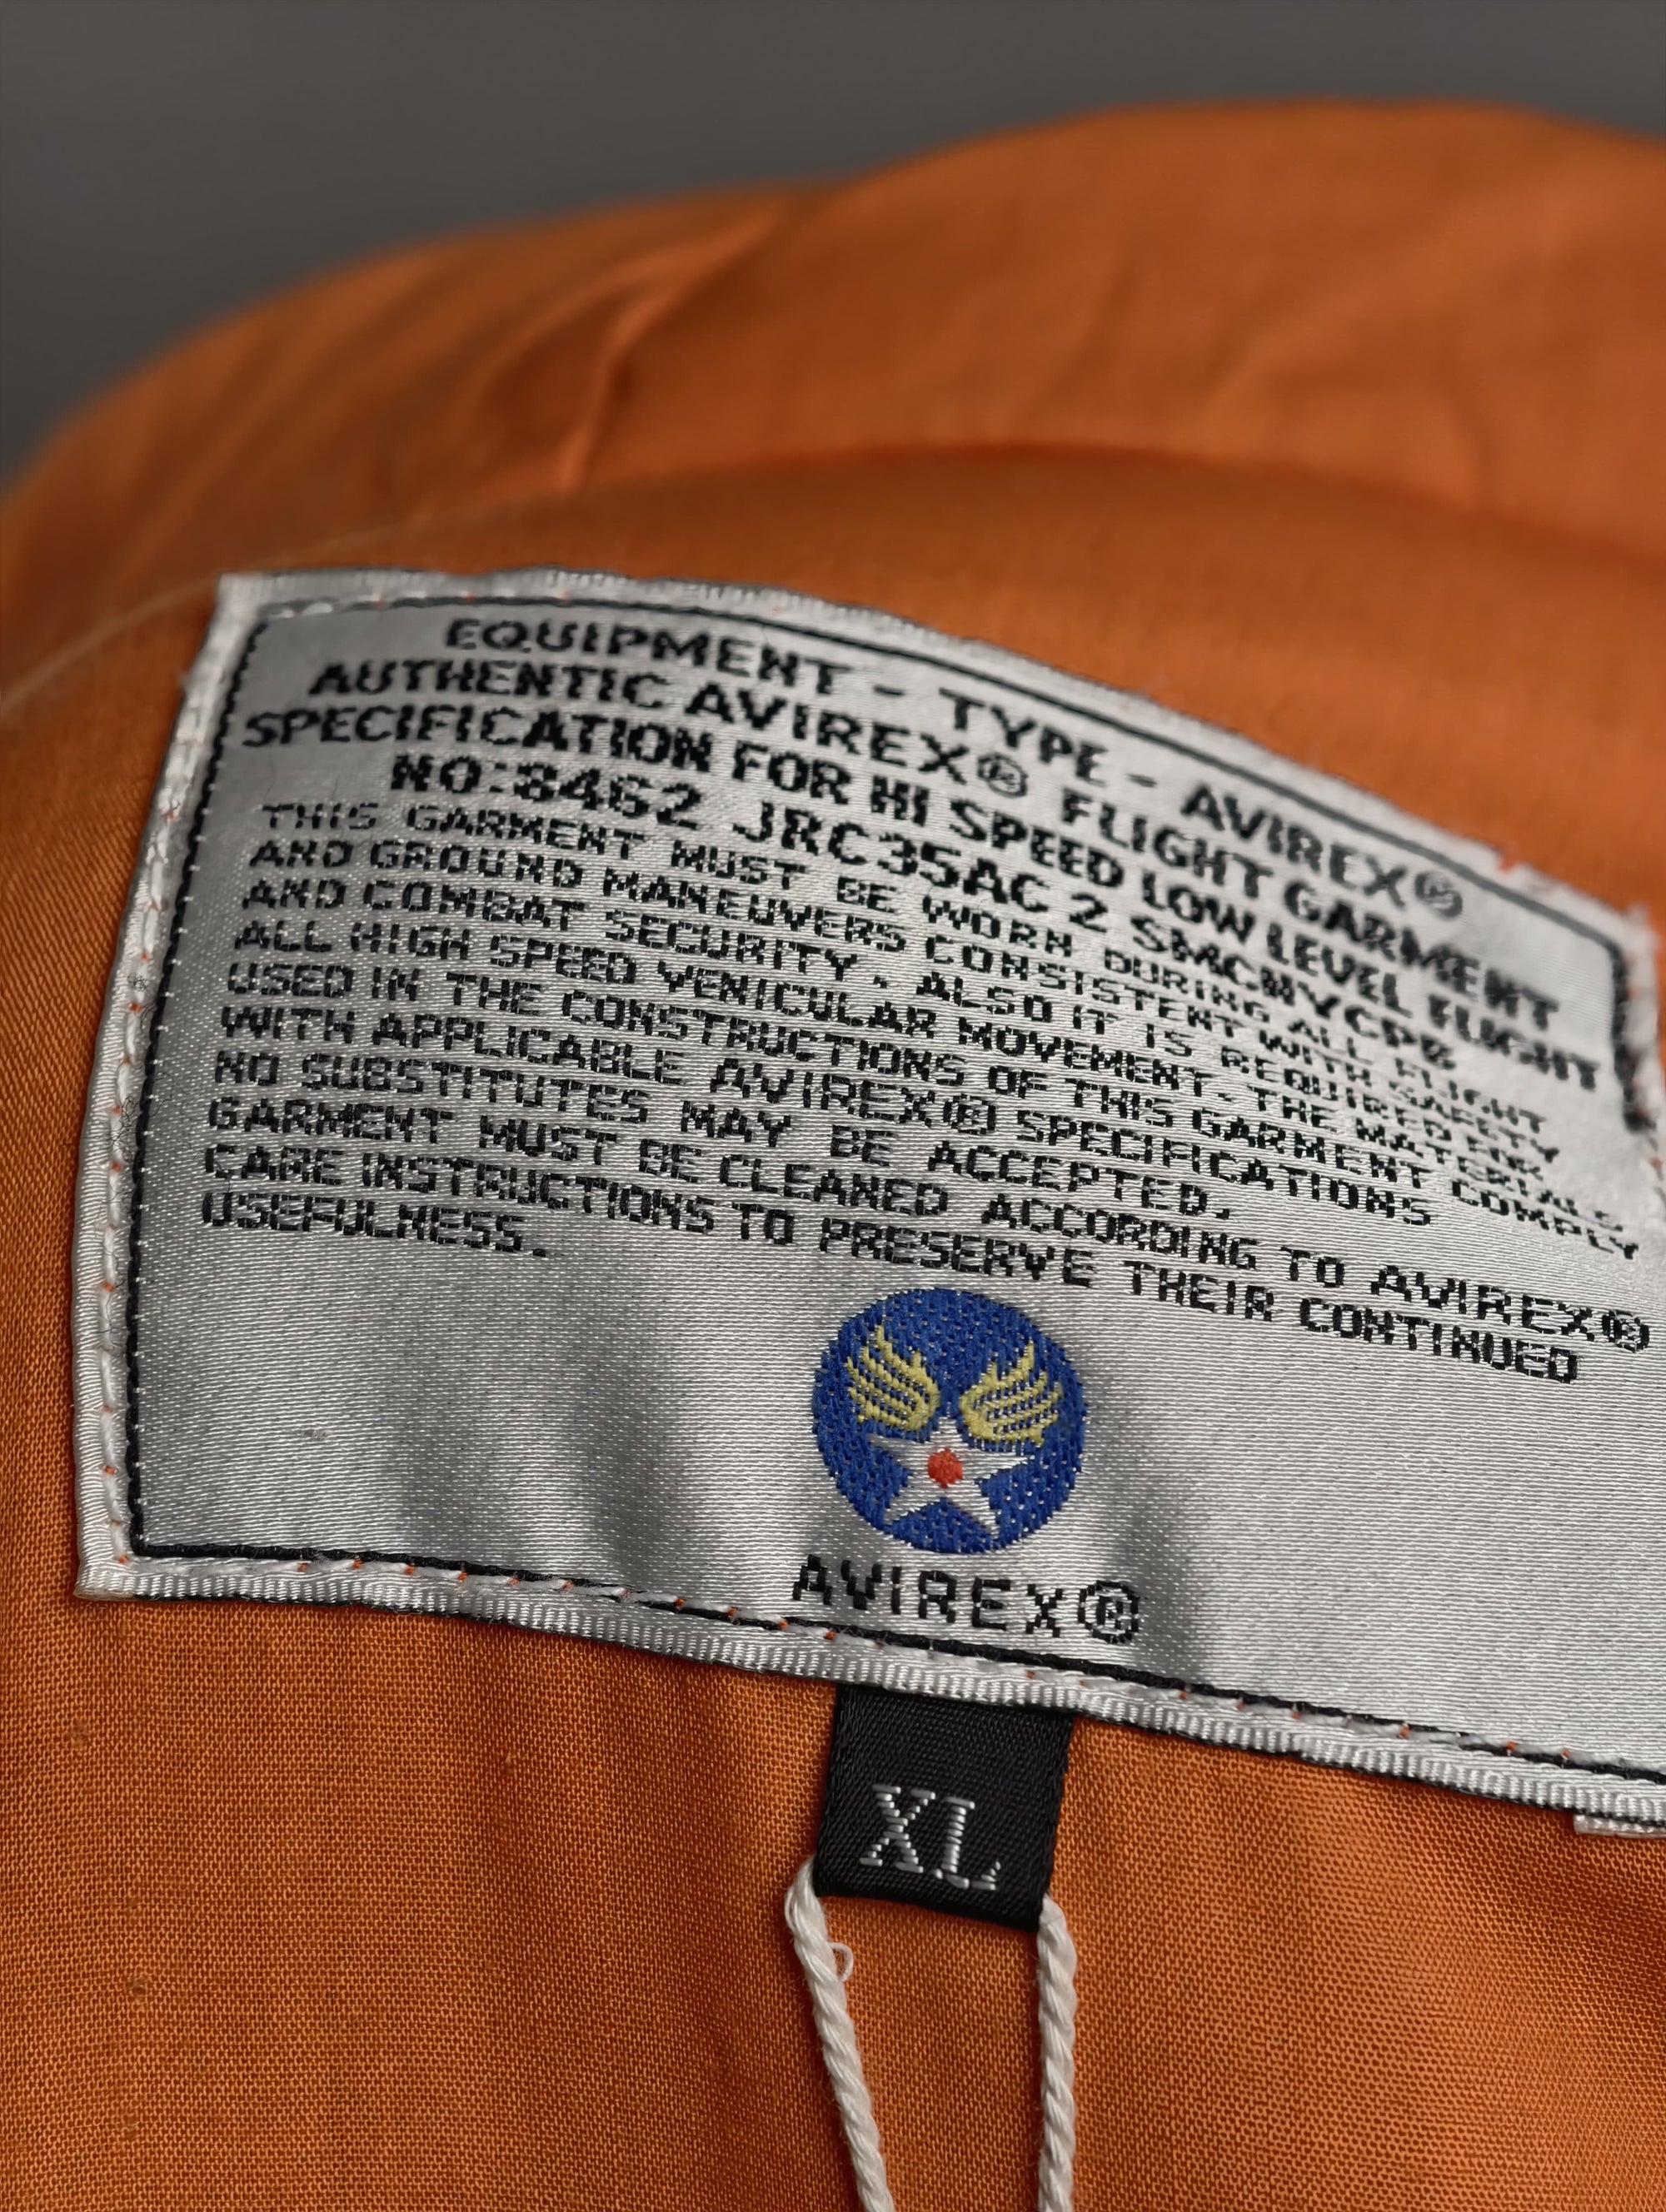 EQUIPMENT - TYPE - AVIREX®
AUTHENTIC AVIREX® FLIGHT GARMENT
SPECIFICATION FOR HI SPEED LOW LEVEL FLIGHT
NO:8462 JRC35AC 2 SMCNYCPB
THIS GARMENT MUST BE WORN DURING ALL FLIGHT
AND GROUND MANEUVERS CONSISTENT WITH SAFETY
AND COMBAT SECURITY. ALSO IT IS REQUIRED FOR
ALL HIGH SPEED VENICULAR MOVEMENT. THE MATERIALS
USED IN THE CONSTRUCTIONS OF THIS GARMENT COMPLY
WITH APPLICABLE AVIREX® SPECIFICATIONS
NO SUBSTITUTES MAY BE ACCEPTED.
GARMENT MUST BE CLEANED ACCORDING TO AVIREX®
CARE INSTRUCTIONS TO PRESERVE THEIR CONTINUED
USEFULNESS.
AVIREX®
XL